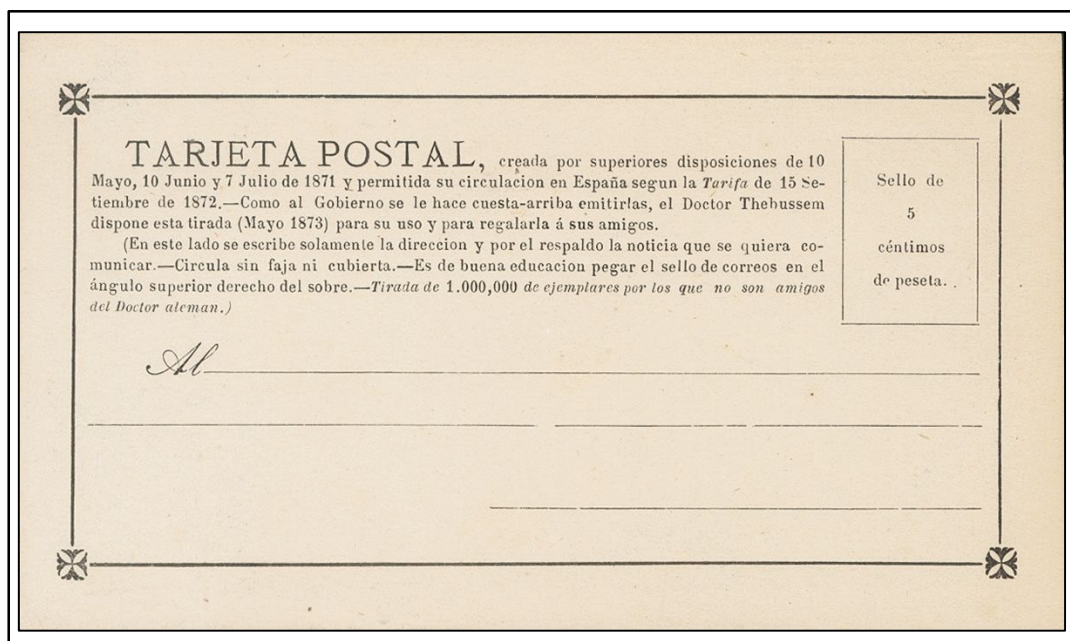 TARJETA POSTAL, creada por superiores disposiciones de 10
Mayo, 10 Junio y 7 Julio de 1871 y permitida su circulacion en España segun la Tarifa de 15 Se-
tiembre de 1872.—Como al Gobierno se le hace cuesta-arriba emitirlas, el Doctor Thebussem
dispone esta tirada (Mayo 1873) para su uso y para regalarla á sus amigos.
(En este lado se escribe solamente la direccion y por el respaldo la noticia que se quiera co-
municar.—Circula sin faja ni cubierta.—Es de buena educacion pegar el sello de correos en el
ángulo superior derecho del sobre.—Tirada de 1.000,000 de ejemplares por los que no son amigos
del Doctor aleman.)
Sello de
5
céntimos
de peseta.
Al